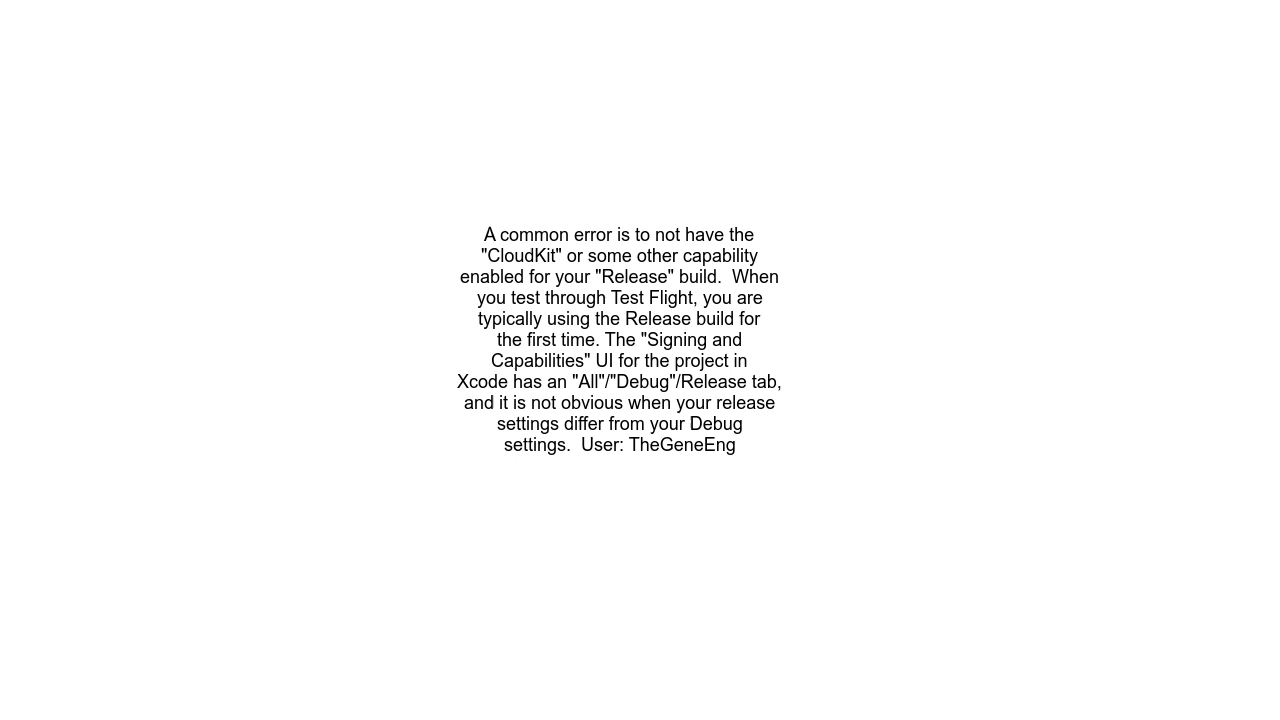 A common error is to not have the
"CloudKit" or some other capability
enabled for your "Release" build.  When
you test through Test Flight, you are
typically using the Release build for
the first time. The "Signing and
Capabilities" UI for the project in
Xcode has an "All"/"Debug"/Release tab,
and it is not obvious when your release
settings differ from your Debug
settings.  User: TheGeneEng